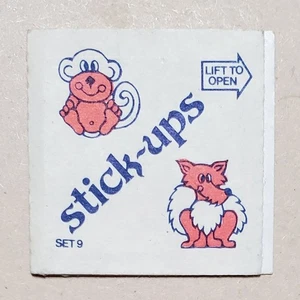 LIFT TO
OPEN
stick-ups
SET 9